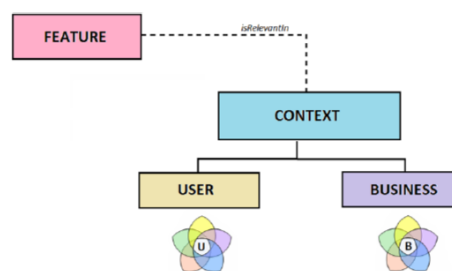 isRelevantIn
FEATURE
CONTEXT
USER
BUSINESS
U
B